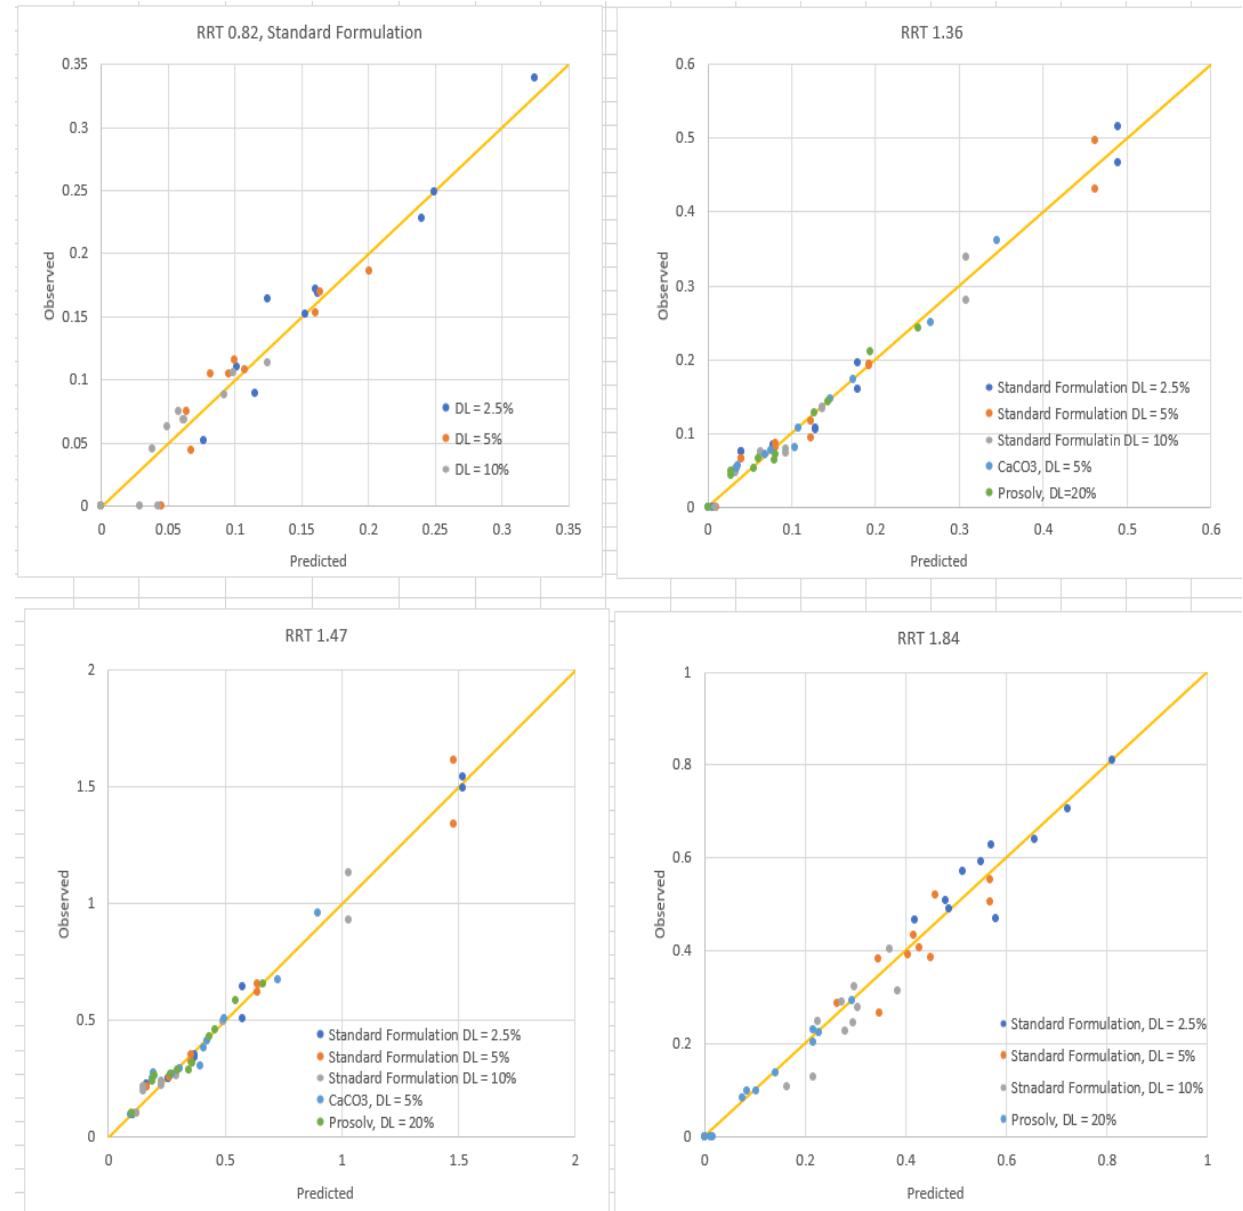 RRT 0.82, Standard Formulation
0.35
0.3
0.25
0.2
0.15
0.1
0.05
0
Observed
DL = 2.5%
DL = 5%
DL = 10%
0 0.05 0.1 0.15 0.2 0.25 0.3 0.35
Predicted
RRT 1.36
0.6
0.5
0.4
0.3
0.2
0.1
0
Observed
Standard Formulation DL = 2.5%
Standard Formulation DL = 5%
Standard Formulatin DL = 10%
CaCO3, DL = 5%
Prosolv, DL=20%
0 0.1 0.2 0.3 0.4 0.5 0.6
Predicted
RRT 1.47
2
1.5
1
0.5
0
Observed
Standard Formulation DL = 2.5%
Standard Formulation DL = 5%
Stnadard Formulation DL = 10%
CaCO3, DL = 5%
Prosolv, DL = 20%
0 0.5 1 1.5 2
Predicted
RRT 1.84
1
0.8
0.6
0.4
0.2
0
Observed
Standard Formulation, DL = 2.5%
Standard Formulation, DL = 5%
Stnadard Formulation, DL = 10%
Prosolv, DL = 20%
0 0.2 0.4 0.6 0.8 1
Predicted